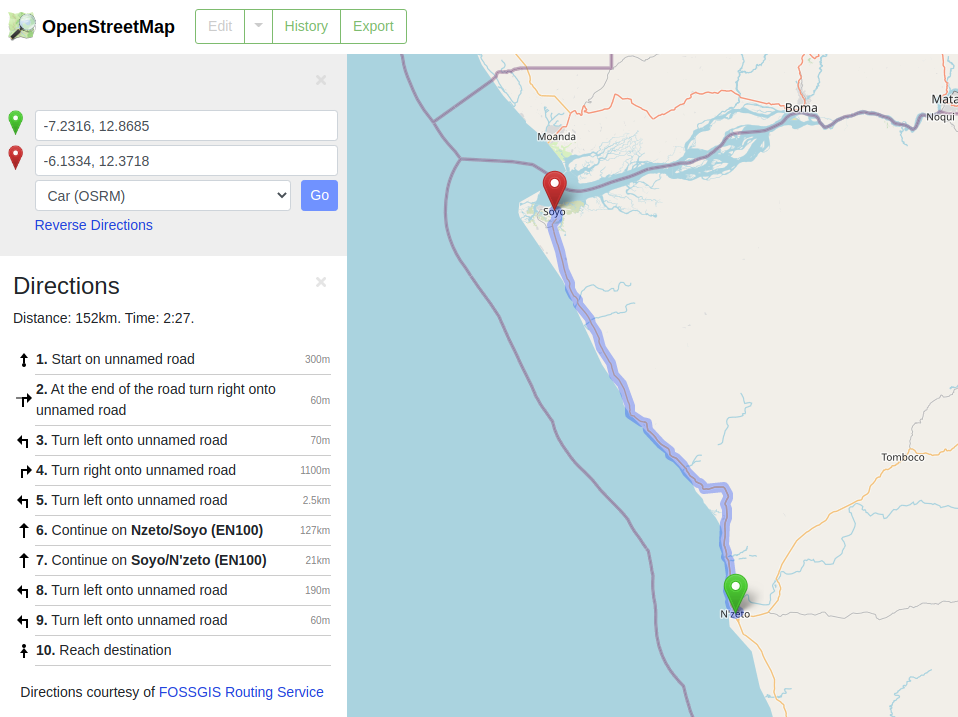 OpenStreetMap
Edit
History
Export
-7.2316, 12.8685
-6.1334, 12.3718
Car (OSRM)
Go
Reverse Directions
Directions
Distance: 152km. Time: 2:27.
1. Start on unnamed road 300m
2. At the end of the road turn right onto
unnamed road 60m
3. Turn left onto unnamed road 70m
4. Turn right onto unnamed road 1100m
5. Turn left onto unnamed road 2.5km
6. Continue on Nzeto/Soyo (EN100) 127km
7. Continue on Soyo/N'zeto (EN100) 21km
8. Turn left onto unnamed road 190m
9. Turn left onto unnamed road 60m
10. Reach destination
Directions courtesy of FOSSGIS Routing Service
Boma
Mata
Noqui
Moanda
Soyo
Tomboco
N'zeto